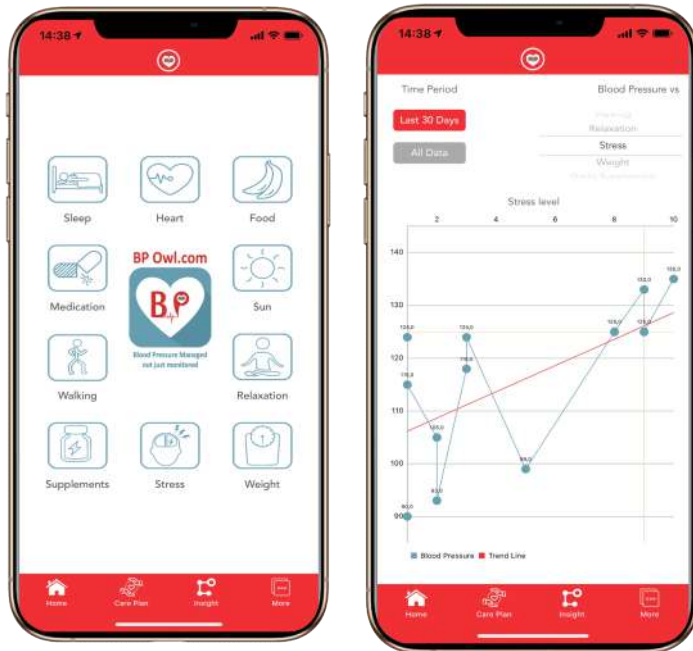 14:38
Sleep
Heart
Food
BP Owl.com
Medication
B P
Sun
Blood Pressure Managed
not just monitored
Walking
Relaxation
Supplements
Stress
Weight
Home
Care Plan
Insight
More
14:38
Time Period
Blood Pressure vs
Last 30 Days
Relaxation
Stress
All Data
Weight
Stress level
2 4 6 8 10
140
130
120
110
100
90
Blood Pressure
Trend Line
Home
Care Plan
Insight
More